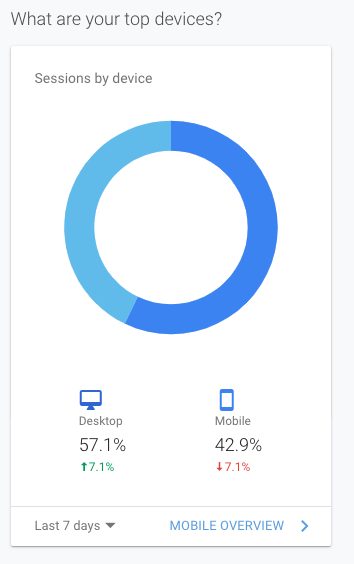 What are your top devices?
Sessions by device
Desktop Mobile
57.1% 42.9%
↑7.1% ↓7.1%
Last 7 days MOBILE OVERVIEW